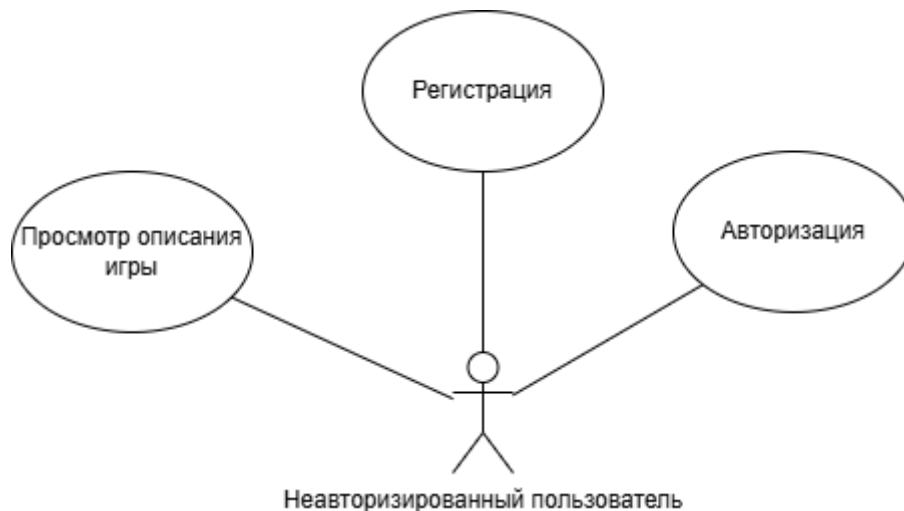 Регистрация
Просмотр описания
игры
Авторизация
Неавторизированный пользователь